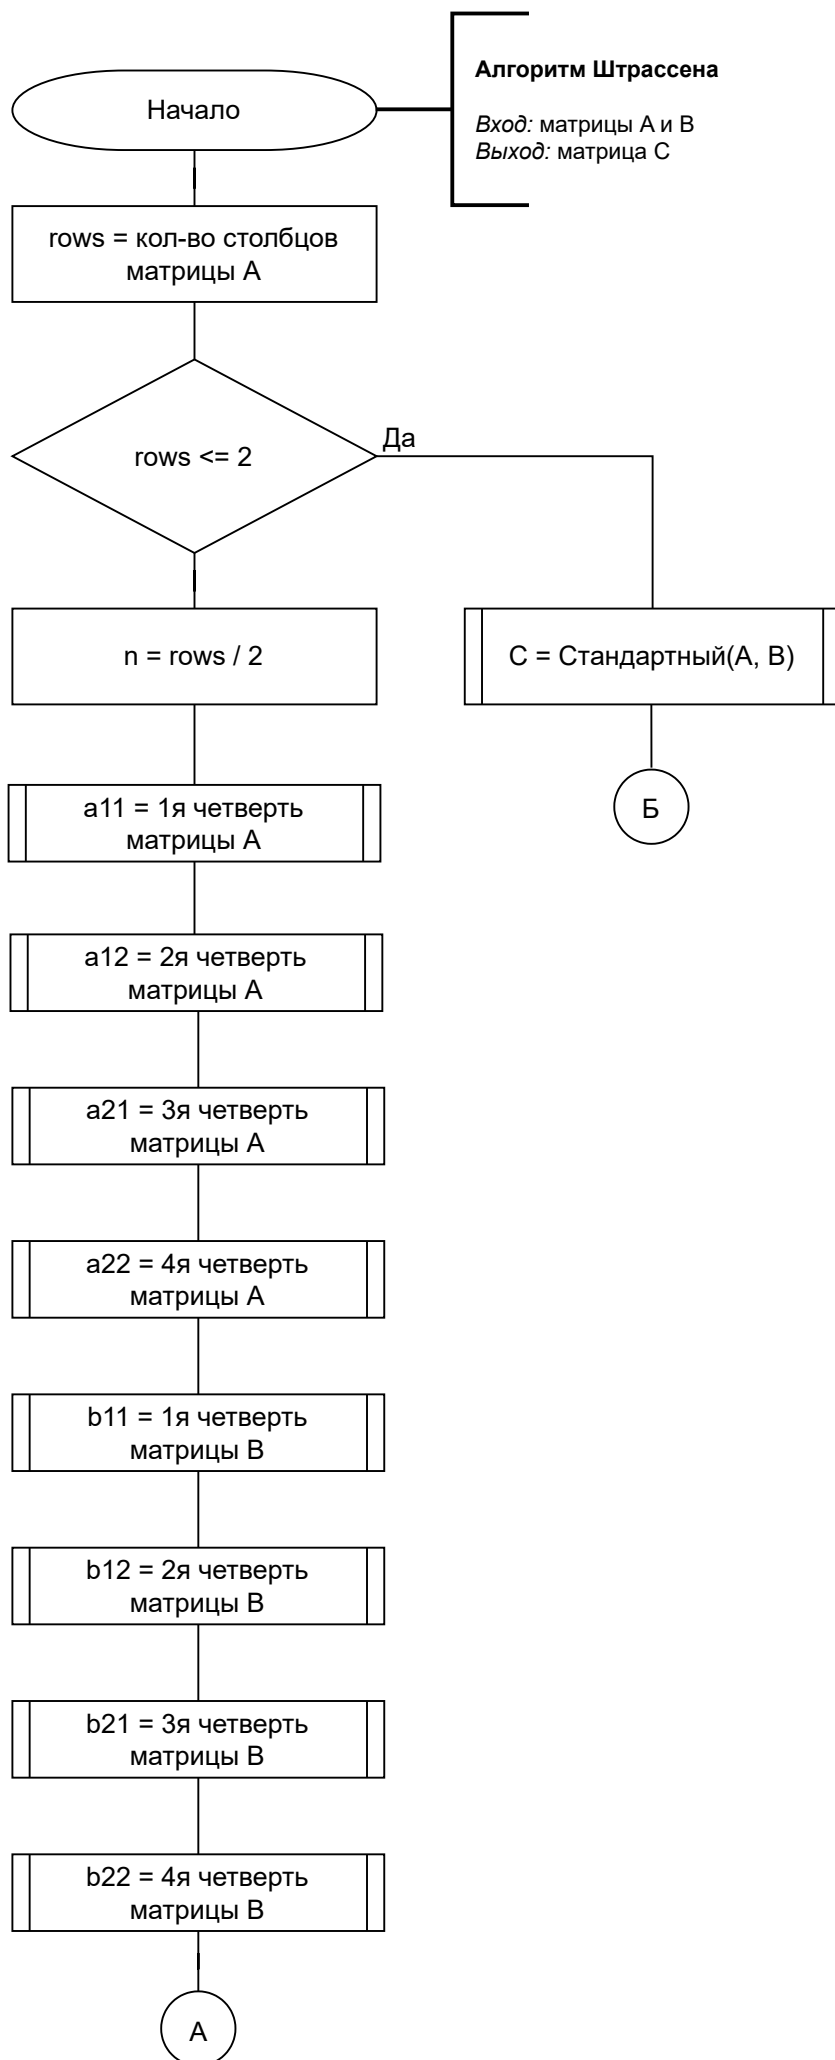 Алгоритм Штрассена
Вход: матрицы A и B
Выход: матрица C
Начало
rows = кол-во столбцов
матрицы A
rows <= 2
Да
n = rows / 2
C = Стандартный(A, B)
a11 = 1я четверть
матрицы A
Б
a12 = 2я четверть
матрицы A
a21 = 3я четверть
матрицы A
a22 = 4я четверть
матрицы A
b11 = 1я четверть
матрицы B
b12 = 2я четверть
матрицы B
b21 = 3я четверть
матрицы B
b22 = 4я четверть
матрицы B
А